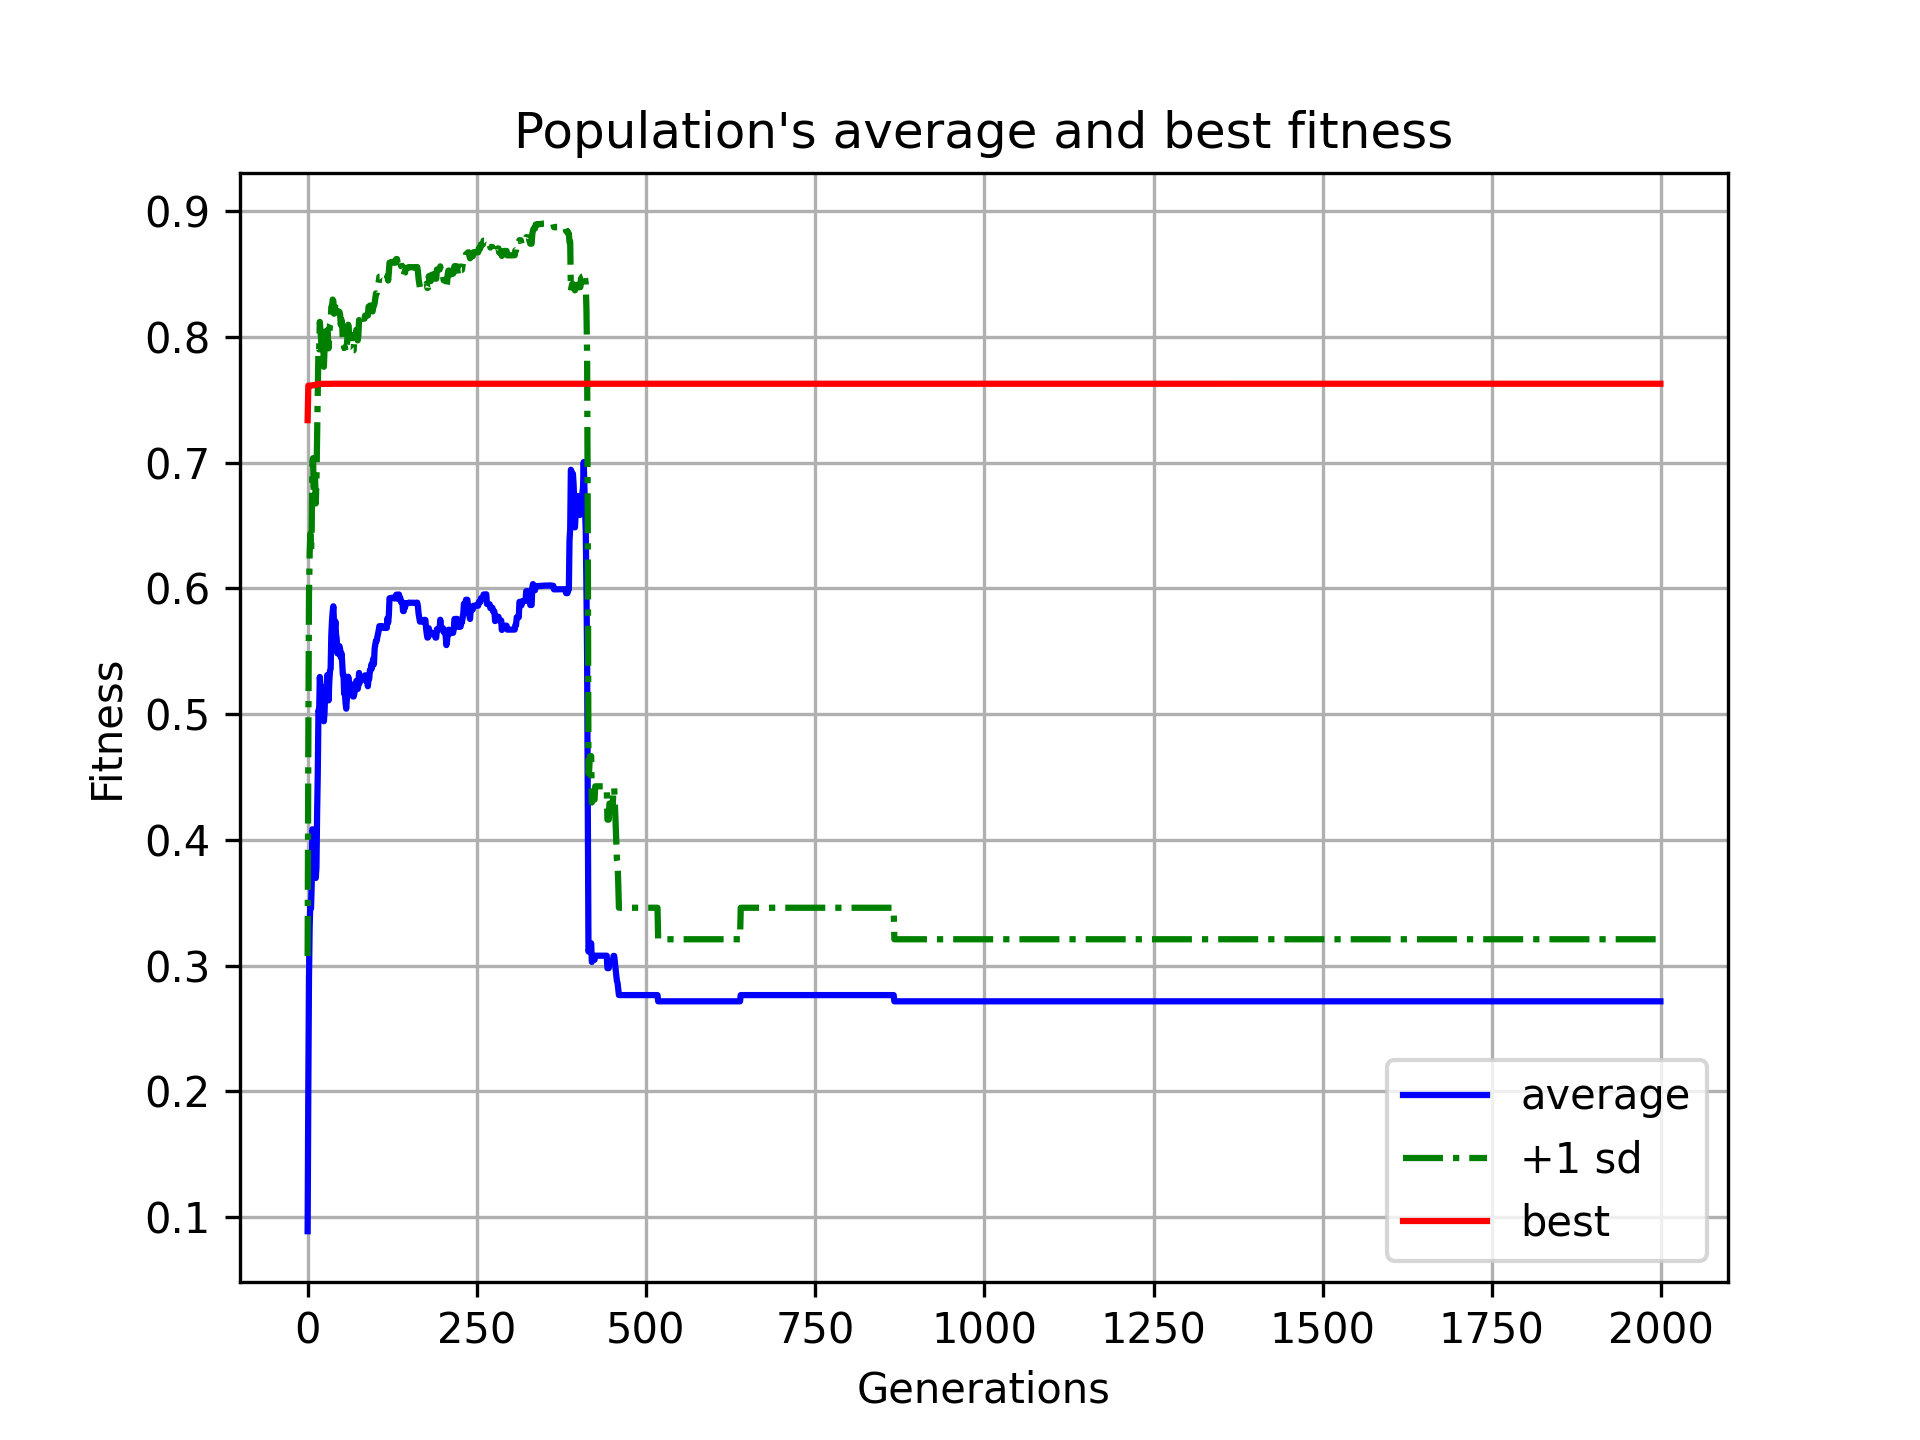 Population's average and best fitness
0.9
0.8
0.7
0.6
0.5
0.4
0.3
0.2
0.1
Fitness
average
+1 sd
best
0 250 500 750 1000 1250 1500 1750 2000
Generations